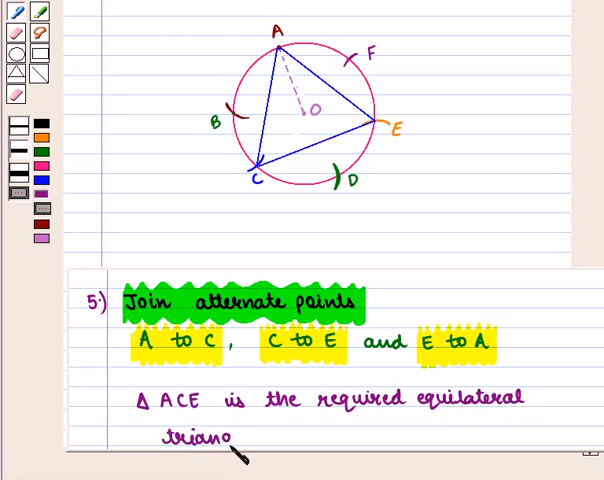 A
F
B
O
E
C
D
5.) Join alternate points
A to C, C to E and E to A
Δ ACE is the required equilateral
triang